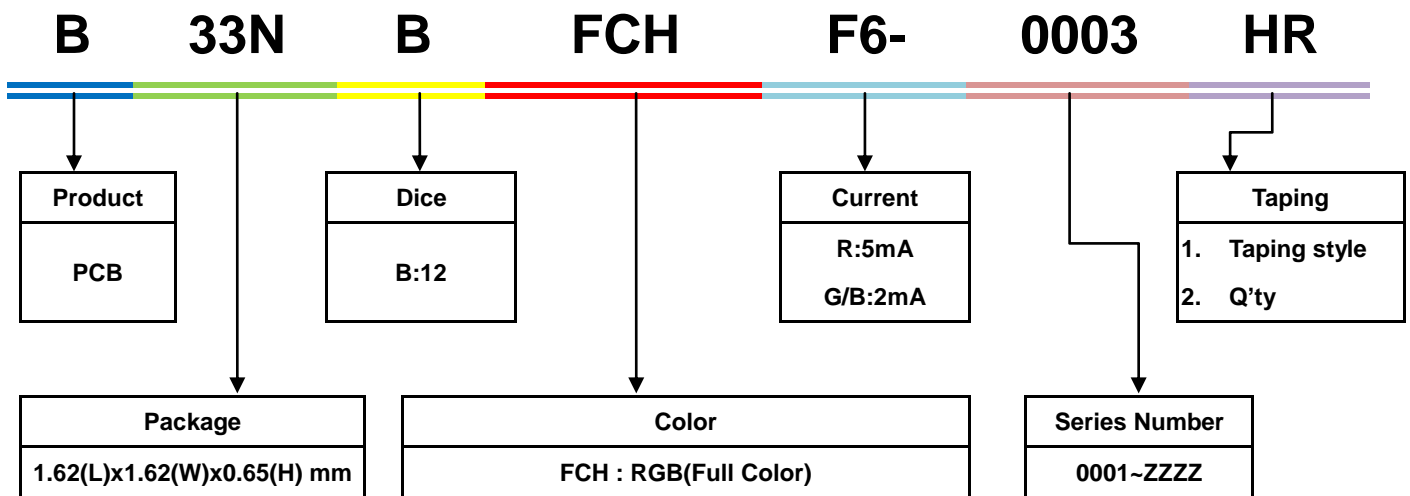 B 33N B FCH F6- 0003 HR
Product
PCB
Dice
B:12
Current
R:5mA
G/B:2mA
Taping
1. Taping style
2. Q’ty
Package
1.62(L)x1.62(W)x0.65(H) mm
Color
FCH : RGB(Full Color)
Series Number
0001~ZZZZ